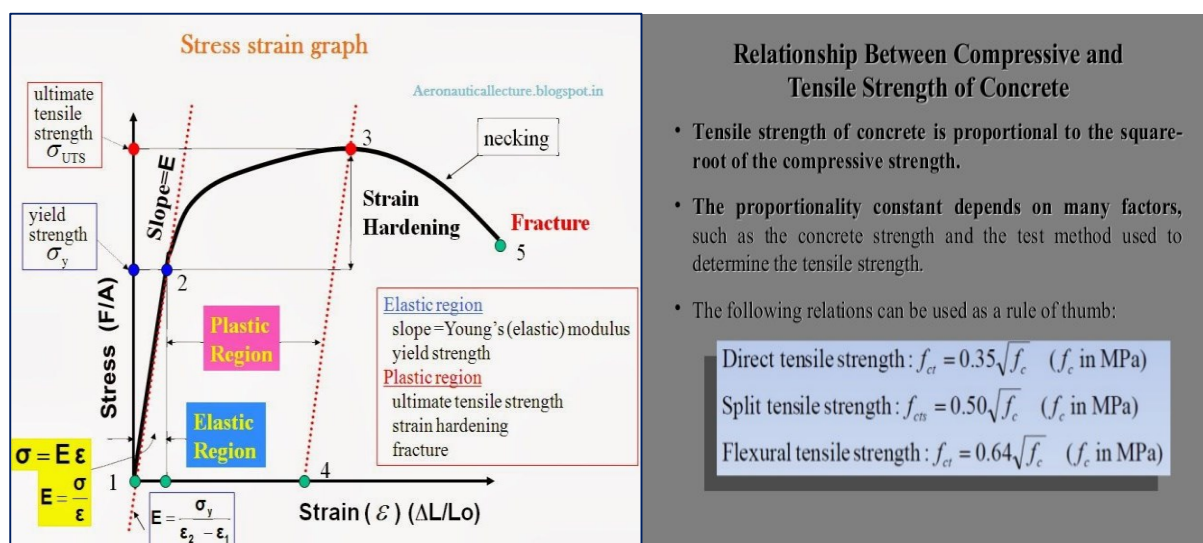 Stress strain graph
Aeronauticallecture.blogspot.in
ultimate
tensile
strength
σUTS
yield
strength
σy
Slope=E
Stress (F/A)
1
2
3
4
5
necking
Strain
Hardening
Fracture
Plastic
Region
Elastic
Region
Elastic region
slope =Young's (elastic) modulus
yield strength
Plastic region
ultimate tensile strength
strain hardening
fracture
σ = E ε
E = σ/ε
E = σy/(ε2 − ε1)
Strain (ε) (ΔL/Lo)
Relationship Between Compressive and
Tensile Strength of Concrete
• Tensile strength of concrete is proportional to the square-
root of the compressive strength.
• The proportionality constant depends on many factors,
such as the concrete strength and the test method used to
determine the tensile strength.
• The following relations can be used as a rule of thumb:
Direct tensile strength : fct = 0.35√fc (fc in MPa)
Split tensile strength : fcts = 0.50√fc (fc in MPa)
Flexural tensile strength : fct = 0.64√fc (fc in MPa)